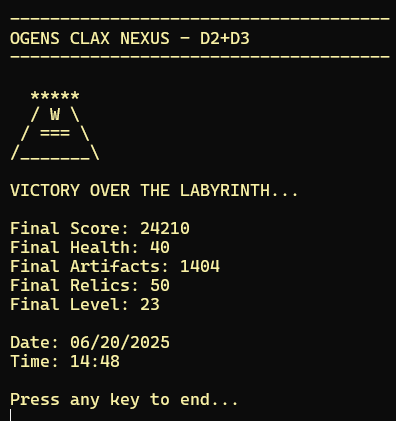 --------------------------------------
OGENS CLAX NEXUS - D2+D3
--------------------------------------

  *****
  / W \
 / === \
/_______\

VICTORY OVER THE LABYRINTH...

Final Score: 24210
Final Health: 40
Final Artifacts: 1404
Final Relics: 50
Final Level: 23

Date: 06/20/2025
Time: 14:48

Press any key to end...